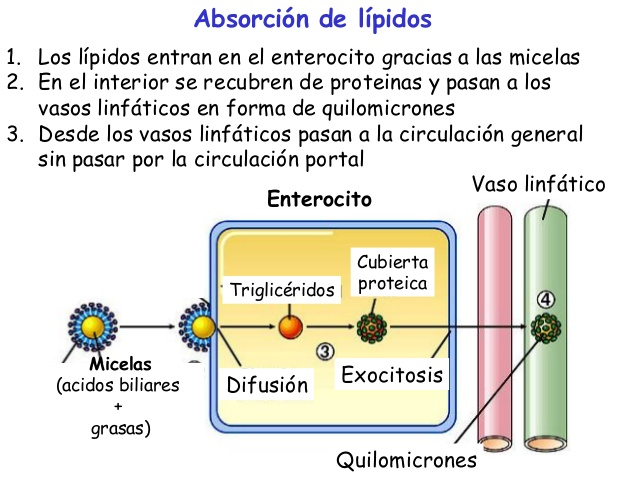 Absorción de lípidos
1. Los lípidos entran en el enterocito gracias a las micelas
2. En el interior se recubren de proteinas y pasan a los
vasos linfáticos en forma de quilomicrones
3. Desde los vasos linfáticos pasan a la circulación general
sin pasar por la circulación portal
Vaso linfático
Enterocito
Cubierta
proteica
Triglicéridos
4
3
Micelas
(acidos biliares
+
grasas)
Difusión
Exocitosis
Quilomicrones